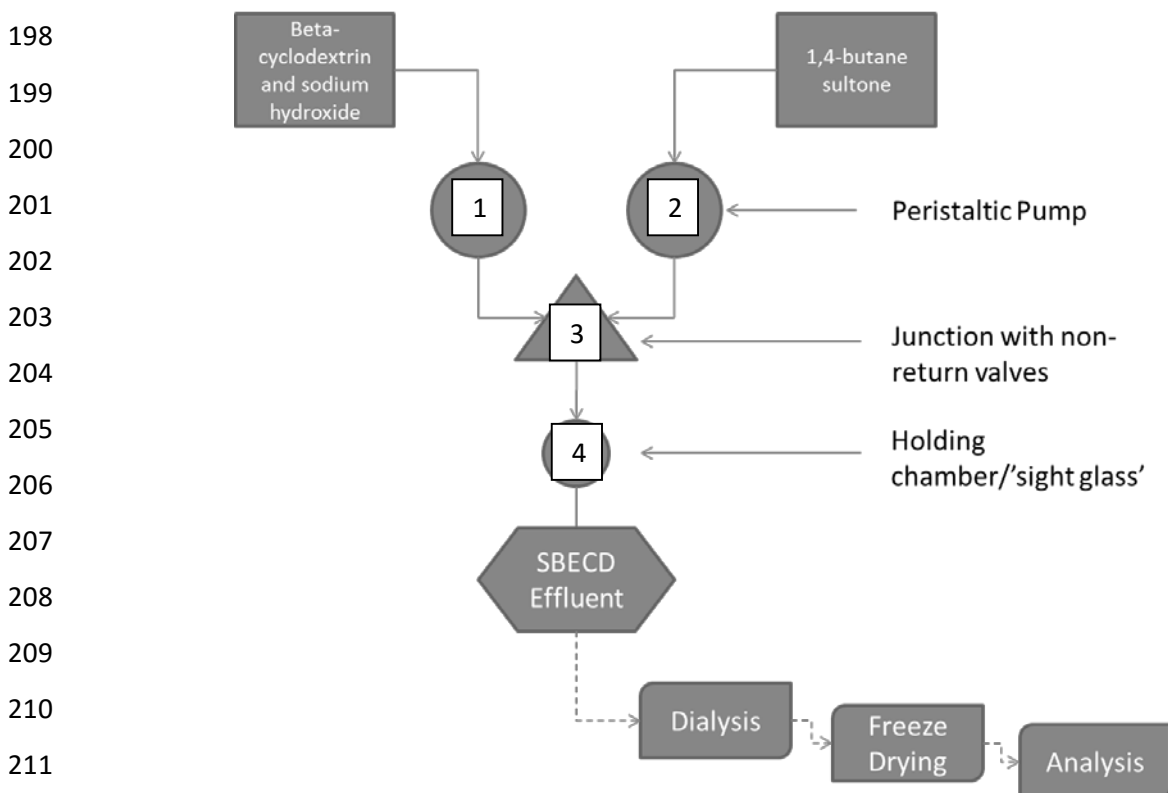 198
199
200
201
202
203
204
205
206
207
208
209
210
211
Beta-
cyclodextrin
and sodium
hydroxide
1,4-butane
sultone
1
2
Peristaltic Pump
3
Junction with non-
return valves
4
Holding
chamber/'sight glass'
SBECD
Effluent
Dialysis
Freeze
Drying
Analysis